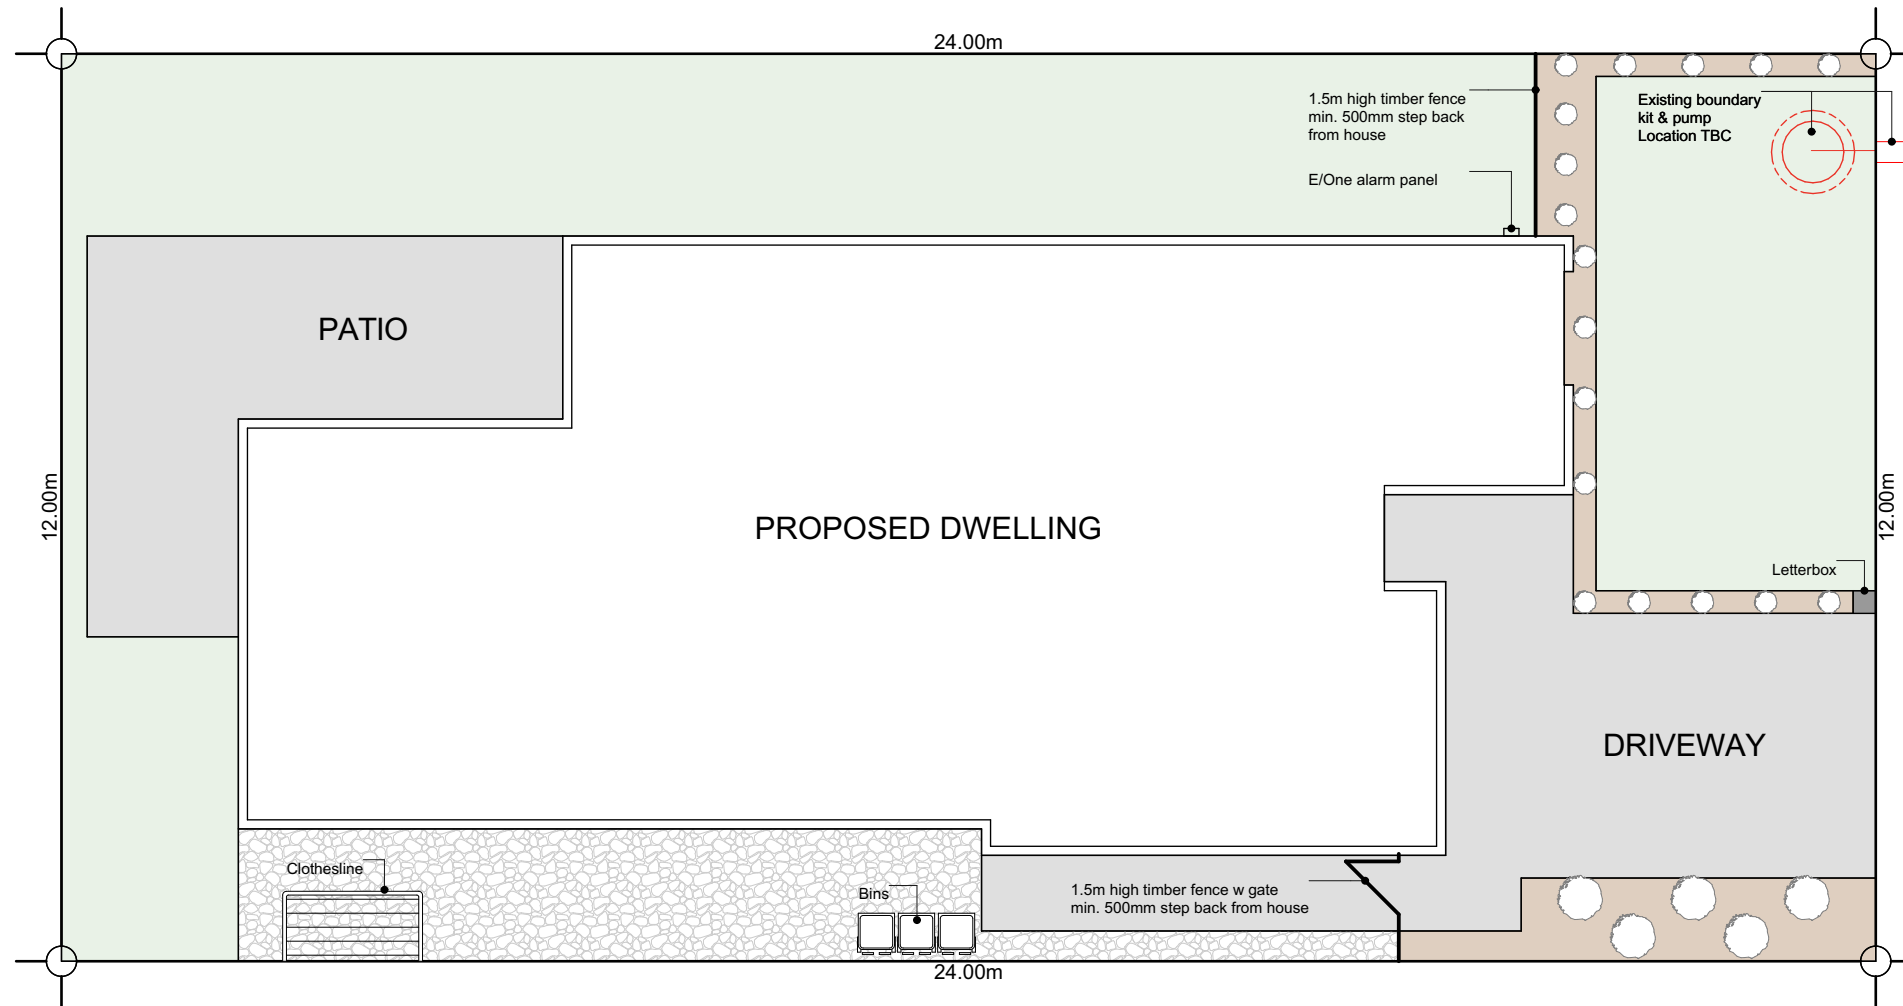 24.00m
1.5m high timber fence
min. 500mm step back
from house
Existing boundary
kit & pump
Location TBC
E/One alarm panel
PATIO
12.00m
PROPOSED DWELLING
12.00m
Letterbox
DRIVEWAY
Clothesline
Bins
1.5m high timber fence w gate
min. 500mm step back from house
24.00m